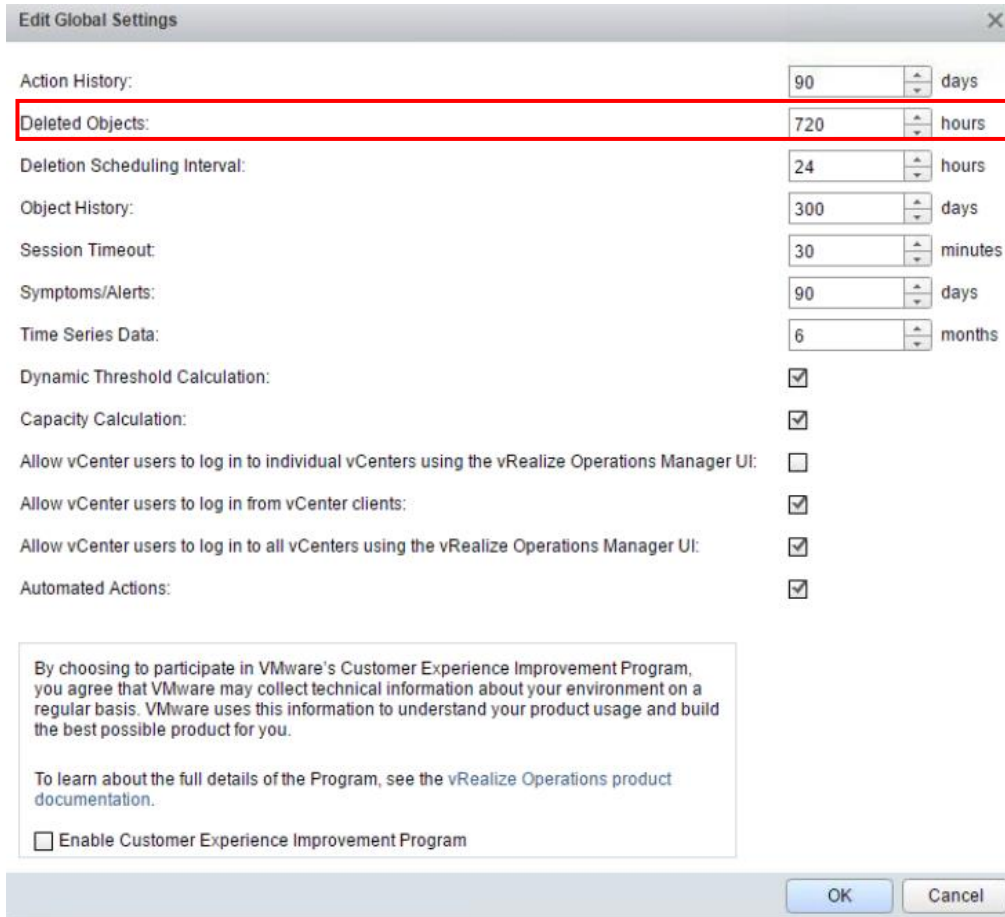 Edit Global Settings
Action History: 90 days
Deleted Objects: 720 hours
Deletion Scheduling Interval: 24 hours
Object History: 300 days
Session Timeout: 30 minutes
Symptoms/Alerts: 90 days
Time Series Data: 6 months
Dynamic Threshold Calculation:
Capacity Calculation:
Allow vCenter users to log in to individual vCenters using the vRealize Operations Manager UI:
Allow vCenter users to log in from vCenter clients:
Allow vCenter users to log in to all vCenters using the vRealize Operations Manager UI:
Automated Actions:
By choosing to participate in VMware's Customer Experience Improvement Program,
you agree that VMware may collect technical information about your environment on a
regular basis. VMware uses this information to understand your product usage and build
the best possible product for you.
To learn about the full details of the Program, see the vRealize Operations product
documentation.
Enable Customer Experience Improvement Program
OK Cancel